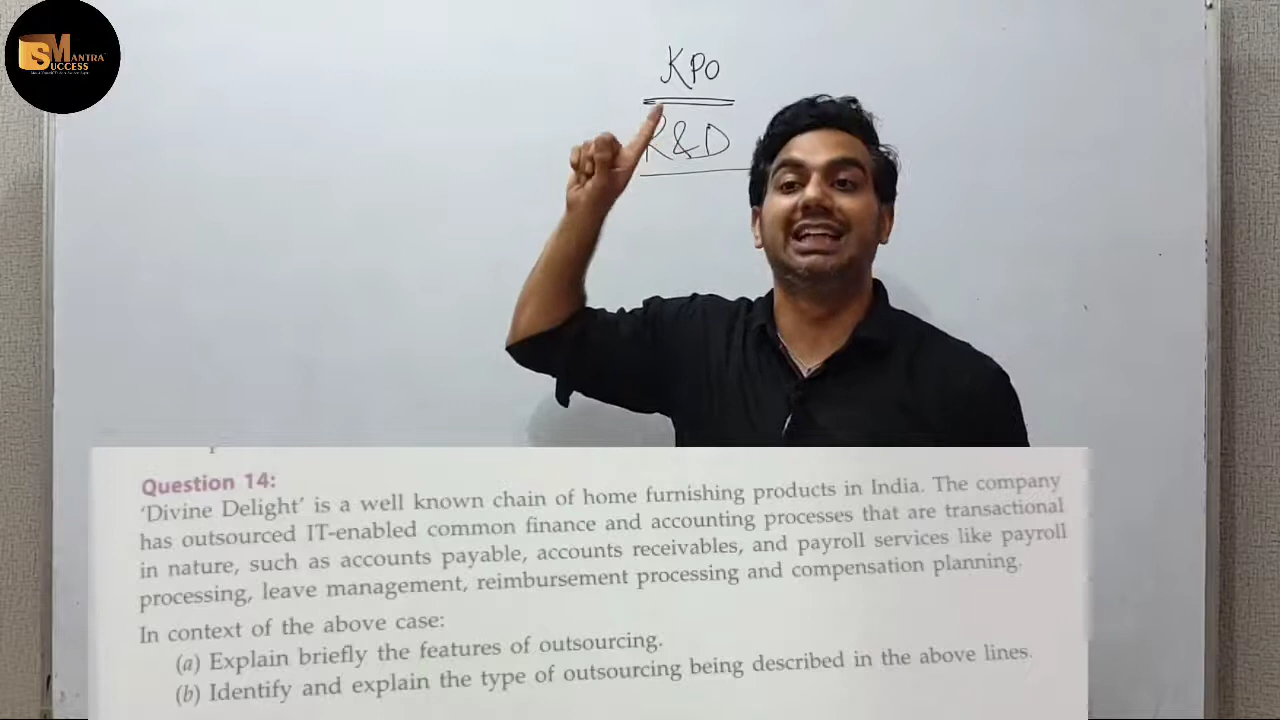 MANTRA
SUCCESS
KPO
R&D
Question 14:
'Divine Delight' is a well known chain of home furnishing products in India. The company
has outsourced IT-enabled common finance and accounting processes that are transactional
in nature, such as accounts payable, accounts receivables, and payroll services like payroll
processing, leave management, reimbursement processing and compensation planning.
In context of the above case:
(a) Explain briefly the features of outsourcing.
(b) Identify and explain the type of outsourcing being described in the above lines.